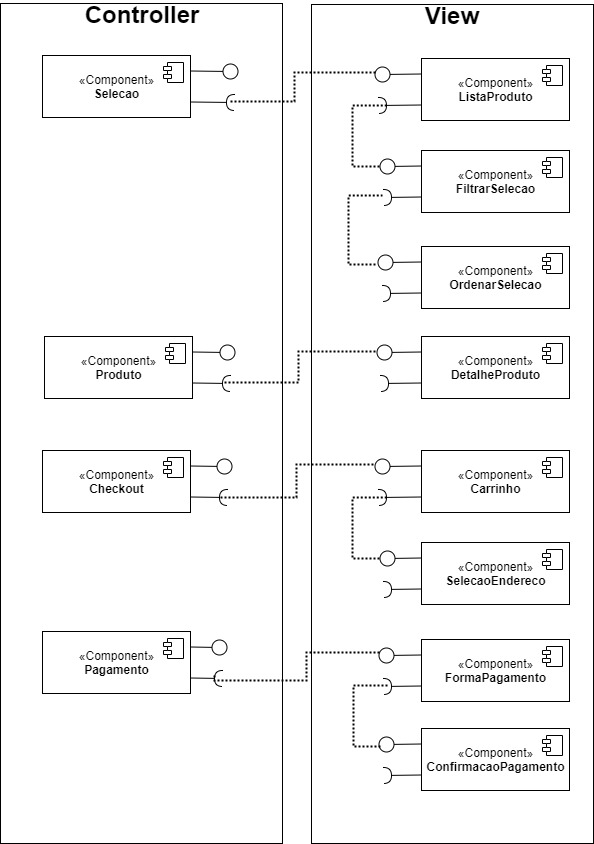 Controller
View
«Component»
Selecao
«Component»
ListaProduto
«Component»
FiltrarSelecao
«Component»
OrdenarSelecao
«Component»
Produto
«Component»
DetalheProduto
«Component»
Checkout
«Component»
Carrinho
«Component»
SelecaoEndereco
«Component»
Pagamento
«Component»
FormaPagamento
«Component»
ConfirmacaoPagamento